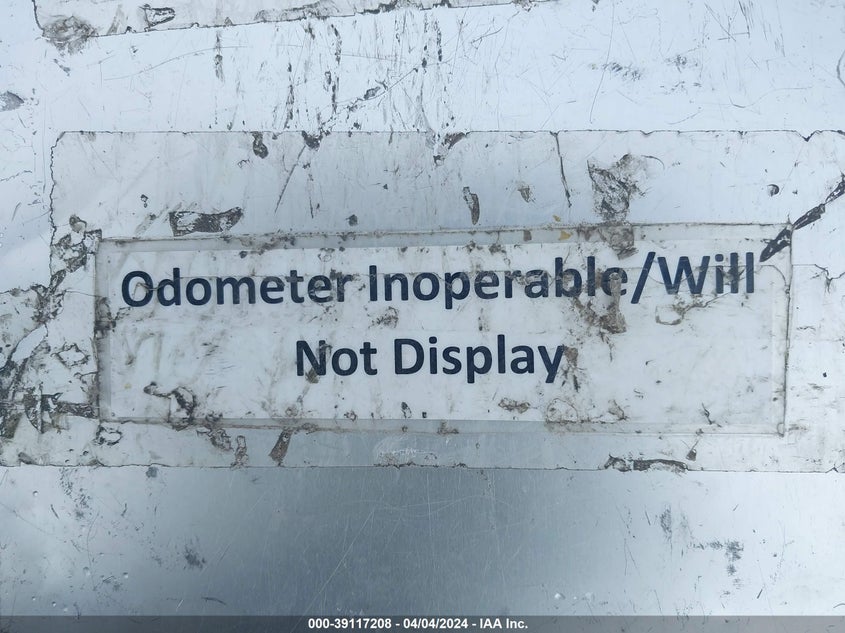 Odometer Inoperable/Will
Not Display
000-39117208 - 04/04/2024 - IAA Inc.